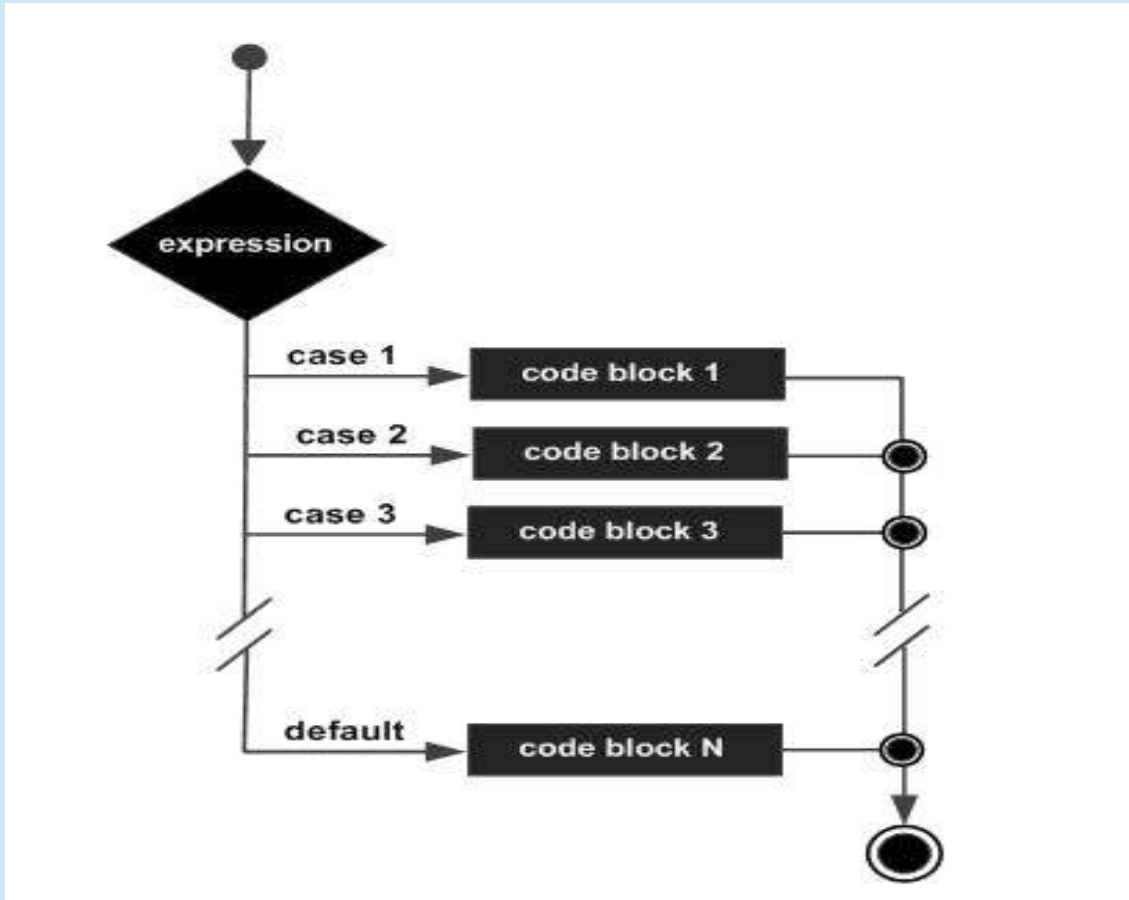 expression
case 1
code block 1
case 2
code block 2
case 3
code block 3
default
code block N